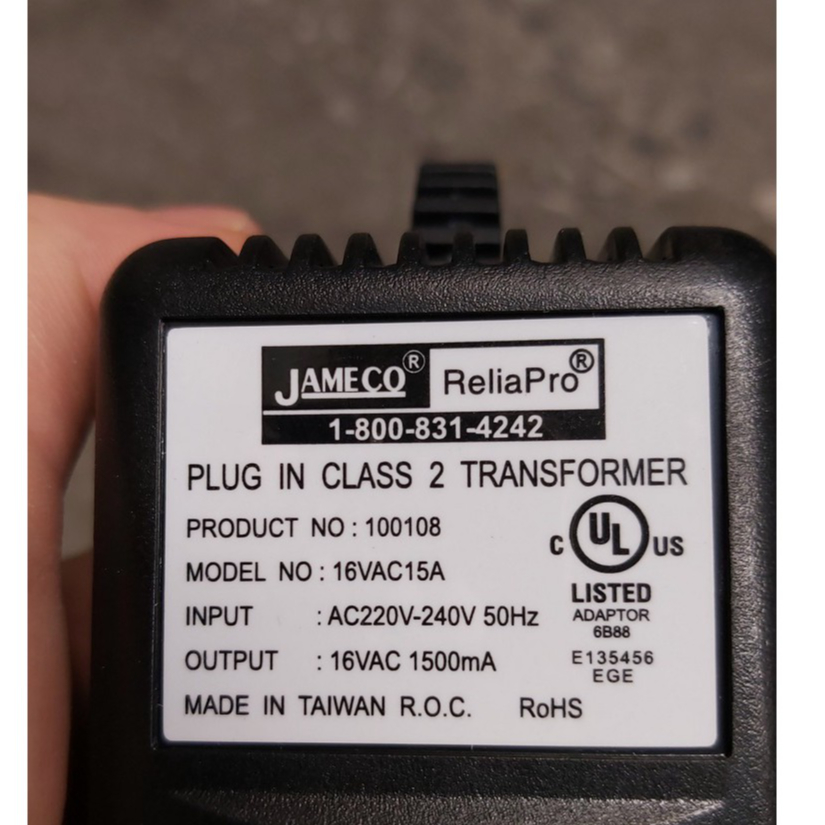 JAMECO® ReliaPro®
1-800-831-4242
PLUG IN CLASS 2 TRANSFORMER
PRODUCT NO : 100108
MODEL NO : 16VAC15A
INPUT : AC220V-240V 50Hz
OUTPUT : 16VAC 1500mA
MADE IN TAIWAN R.O.C. RoHS
C UL US
LISTED
ADAPTOR
6B88
E135456
EGE